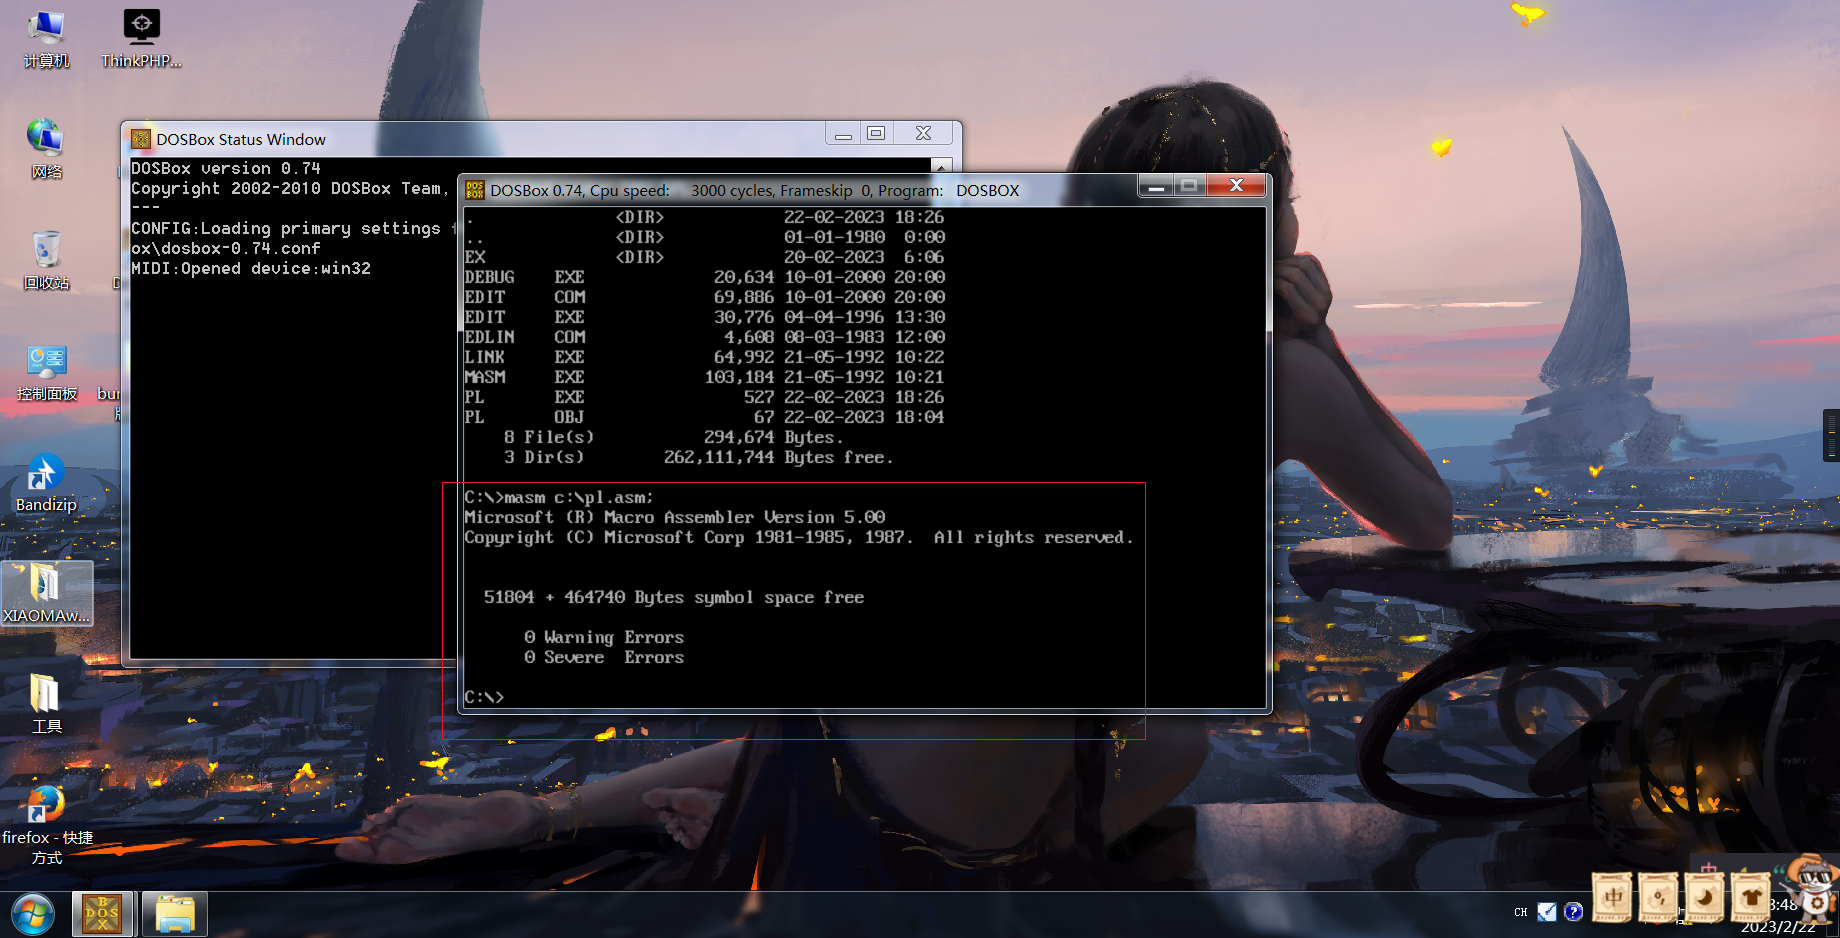 计算机
ThinkPHP...
网络
回收站
控制面板
Bandizip
XIAOMAw...
工具
firefox - 快捷
方式
DOSBox Status Window
DOSBox version 0.74
Copyright 2002-2010 DOSBox Team,
---
CONFIG:Loading primary settings
ox\dosbox-0.74.conf
MIDI:Opened device:win32
DOSBox 0.74, Cpu speed: 3000 cycles, Frameskip 0, Program: DOSBOX
. <DIR> 22-02-2023 18:26
.. <DIR> 01-01-1980 0:00
EX <DIR> 20-02-2023 6:06
DEBUG EXE 20,634 10-01-2000 20:00
EDIT COM 69,886 10-01-2000 20:00
EDIT EXE 30,776 04-04-1996 13:30
EDLIN COM 4,608 08-03-1983 12:00
LINK EXE 64,992 21-05-1992 10:22
MASM EXE 103,184 21-05-1992 10:21
PL EXE 527 22-02-2023 18:26
PL OBJ 67 22-02-2023 18:04
8 File(s) 294,674 Bytes.
3 Dir(s) 262,111,744 Bytes free.
C:\>masm c:\pl.asm;
Microsoft (R) Macro Assembler Version 5.00
Copyright (C) Microsoft Corp 1981-1985, 1987. All rights reserved.
51804 + 464740 Bytes symbol space free
0 Warning Errors
0 Severe Errors
C:\>
CH
中
2023/2/22